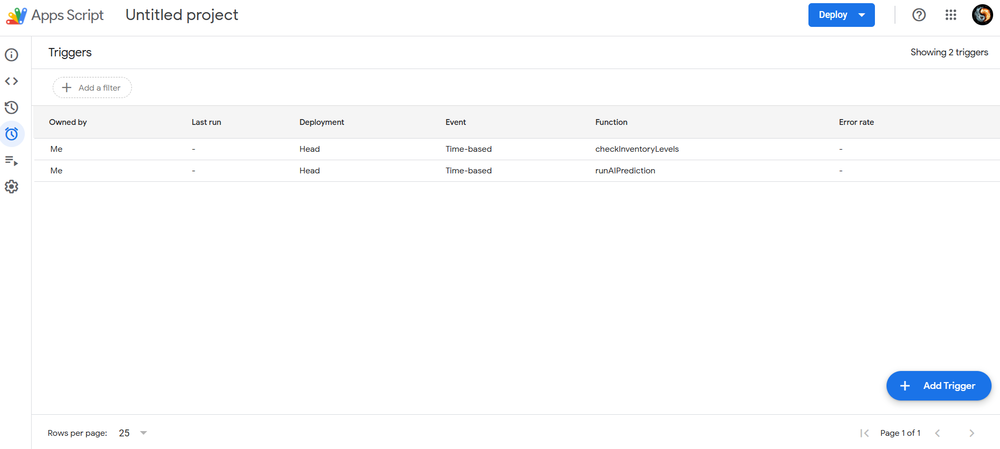 Apps Script Untitled project Deploy
Triggers Showing 2 triggers
Add a filter
Owned by Last run Deployment Event Function Error rate
Me - Head Time-based checkInventoryLevels -
Me - Head Time-based runAIPrediction -
Add Trigger
Rows per page: 25 Page 1 of 1